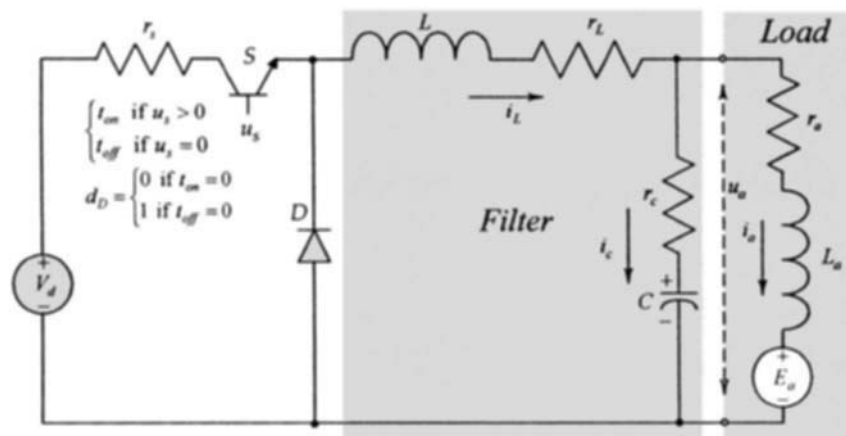 r_s
S
L
r_L
Load
t_on if u_s > 0
t_off if u_s = 0
u_s
i_L
r_a
d_D = 0 if t_on = 0
1 if t_off = 0
D
Filter
r_c
u_a
i_c
i_a
L_a
+
V_d
−
C
+
−
+
E_a
−